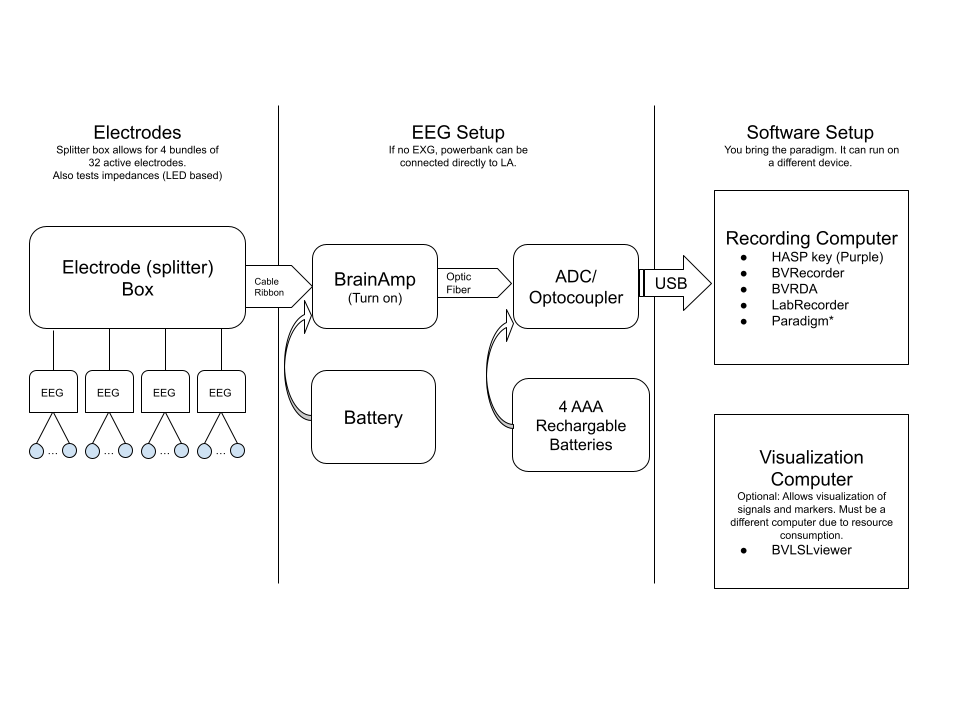 Electrodes
Splitter box allows for 4 bundles of
32 active electrodes.
Also tests impedances (LED based)
EEG Setup
If no EXG, powerbank can be
connected directly to LA.
Software Setup
You bring the paradigm. It can run on
a different device.
Electrode (splitter)
Box
Cable
Ribbon
BrainAmp
(Turn on)
Optic
Fiber
ADC/
Optocoupler
USB
Recording Computer
● HASP key (Purple)
● BVRecorder
● BVRDA
● LabRecorder
● Paradigm*
EEG
EEG
EEG
EEG
...
...
...
...
Battery
4 AAA
Rechargable
Batteries
Visualization
Computer
Optional: Allows visualization of
signals and markers. Must be a
different computer due to resource
consumption.
● BVLSLviewer